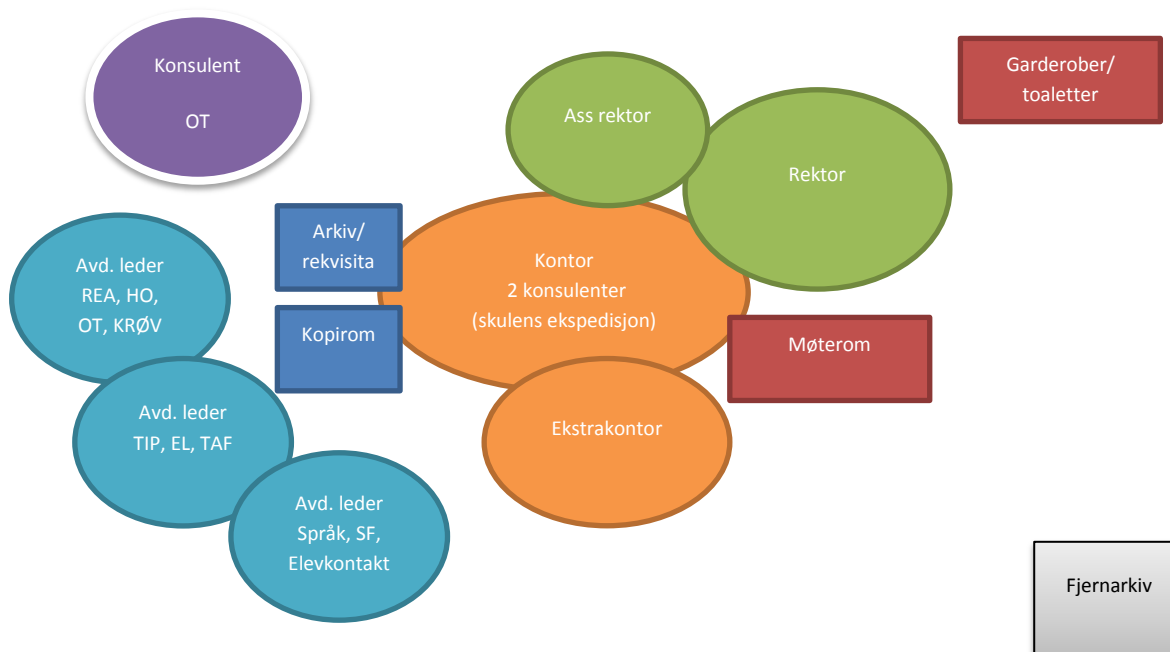 Konsulent
OT
Ass rektor
Rektor
Garderober/
toaletter
Arkiv/
rekvisita
Kopirom
Kontor
2 konsulenter
(skulens ekspedisjon)
Møterom
Avd. leder
REA, HO,
OT, KRØV
Avd. leder
TIP, EL, TAF
Ekstrakontor
Avd. leder
Språk, SF,
Elevkontakt
Fjernarkiv